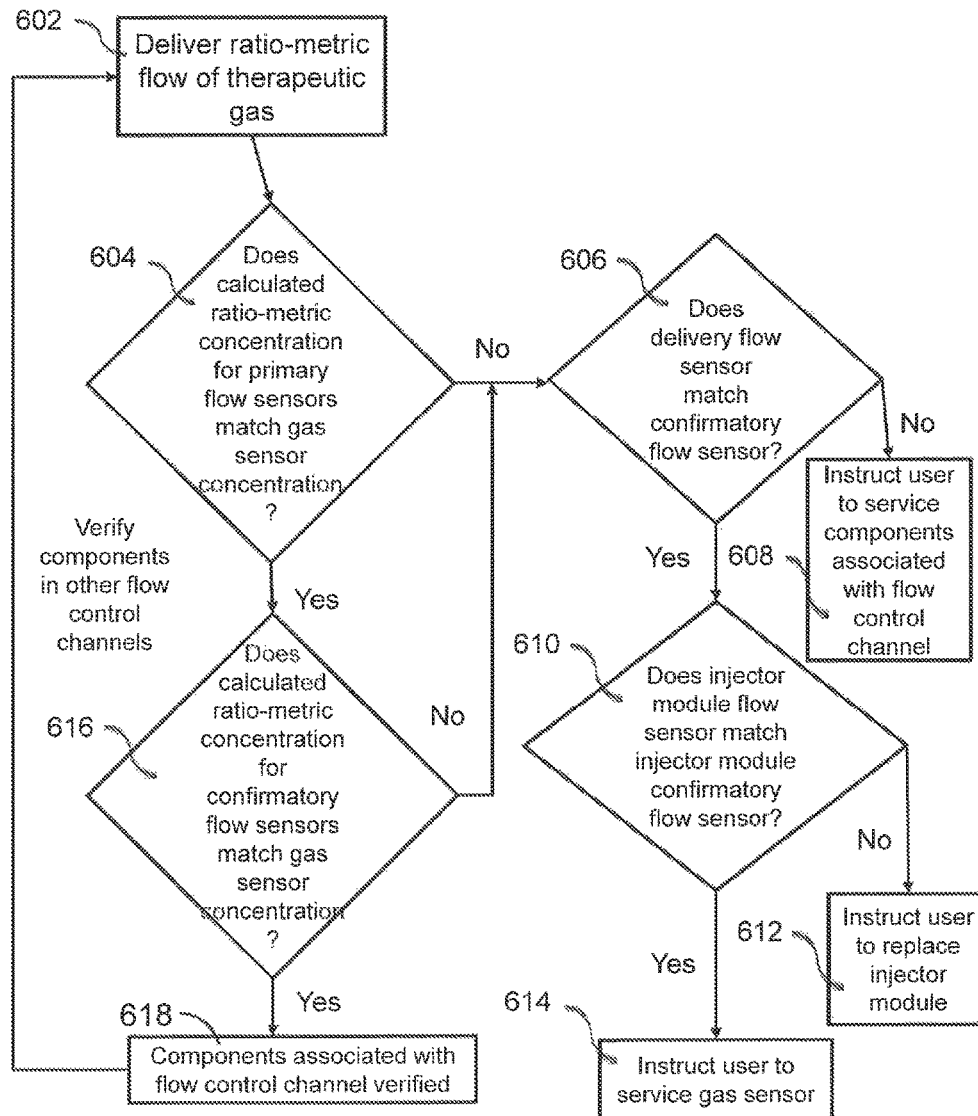 602
Deliver ratio-metric
flow of therapeutic
gas
604
Does
calculated
ratio-metric
concentration
for primary
flow sensors
match gas
sensor
concentration
?
No
606
Does
delivery flow
sensor
match
confirmatory
flow sensor?
No
Instruct user
to service
components
associated
with flow
control
channel
608
Yes
Verify
components
in other flow
control
channels
Yes
616
Does
calculated
ratio-metric
concentration
for
confirmatory
flow sensors
match gas
sensor
concentration
?
No
610
Does injector
module flow
sensor match
injector module
confirmatory
flow sensor?
No
612
Instruct user
to replace
injector
module
Yes
614
Instruct user to
service gas sensor
Yes
618
Components associated with
flow control channel verified